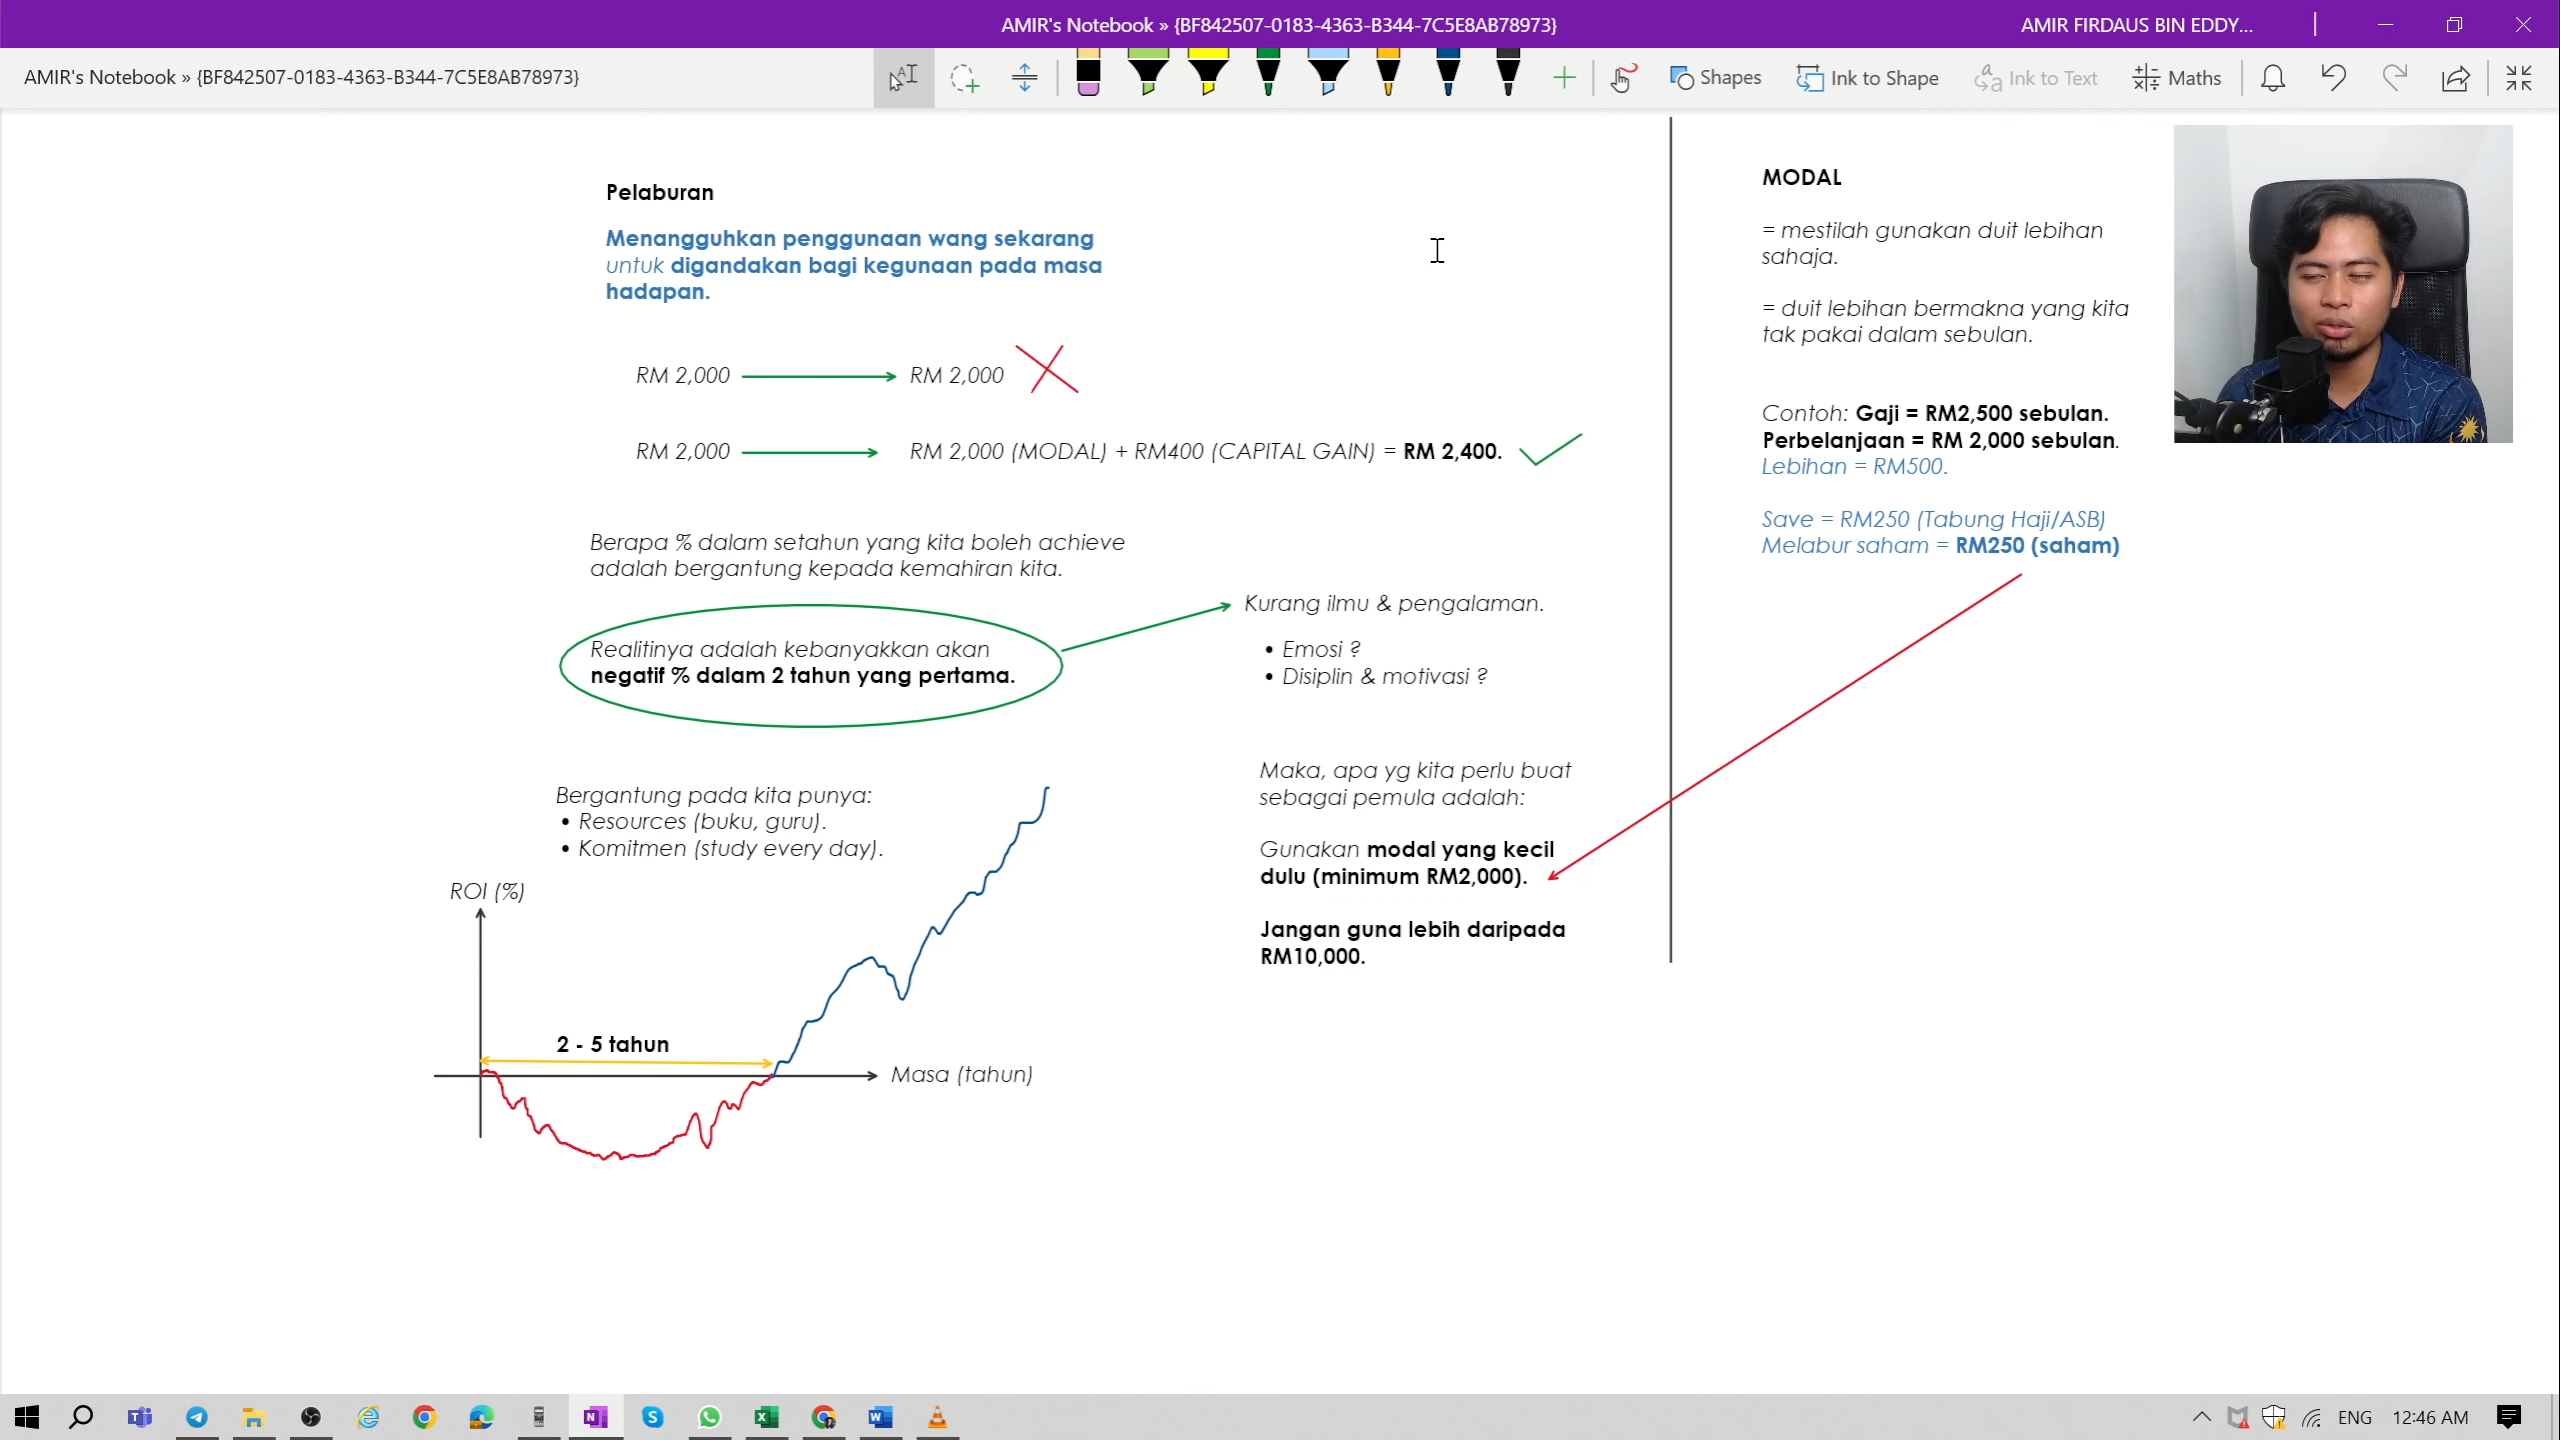 AMIR's Notebook » {BF842507-0183-4363-B344-7C5E8AB78973}
AMIR FIRDAUS BIN EDDY...
AMIR's Notebook » {BF842507-0183-4363-B344-7C5E8AB78973}
Shapes
Ink to Shape
Ink to Text
Maths
Pelaburan
Menangguhkan penggunaan wang sekarang
untuk digandakan bagi kegunaan pada masa
hadapan.
RM 2,000
RM 2,000
RM 2,000
RM 2,000 (MODAL) + RM400 (CAPITAL GAIN) = RM 2,400.
Berapa % dalam setahun yang kita boleh achieve
adalah bergantung kepada kemahiran kita.
Realitinya adalah kebanyakkan akan
negatif % dalam 2 tahun yang pertama.
Kurang ilmu & pengalaman.
• Emosi ?
• Disiplin & motivasi ?
Bergantung pada kita punya:
• Resources (buku, guru).
• Komitmen (study every day).
ROI (%)
2 - 5 tahun
Masa (tahun)
Maka, apa yg kita perlu buat
sebagai pemula adalah:
Gunakan modal yang kecil
dulu (minimum RM2,000).
Jangan guna lebih daripada
RM10,000.
MODAL
= mestilah gunakan duit lebihan
sahaja.
= duit lebihan bermakna yang kita
tak pakai dalam sebulan.
Contoh: Gaji = RM2,500 sebulan.
Perbelanjaan = RM 2,000 sebulan.
Lebihan = RM500.
Save = RM250 (Tabung Haji/ASB)
Melabur saham = RM250 (saham)
ENG
12:46 AM